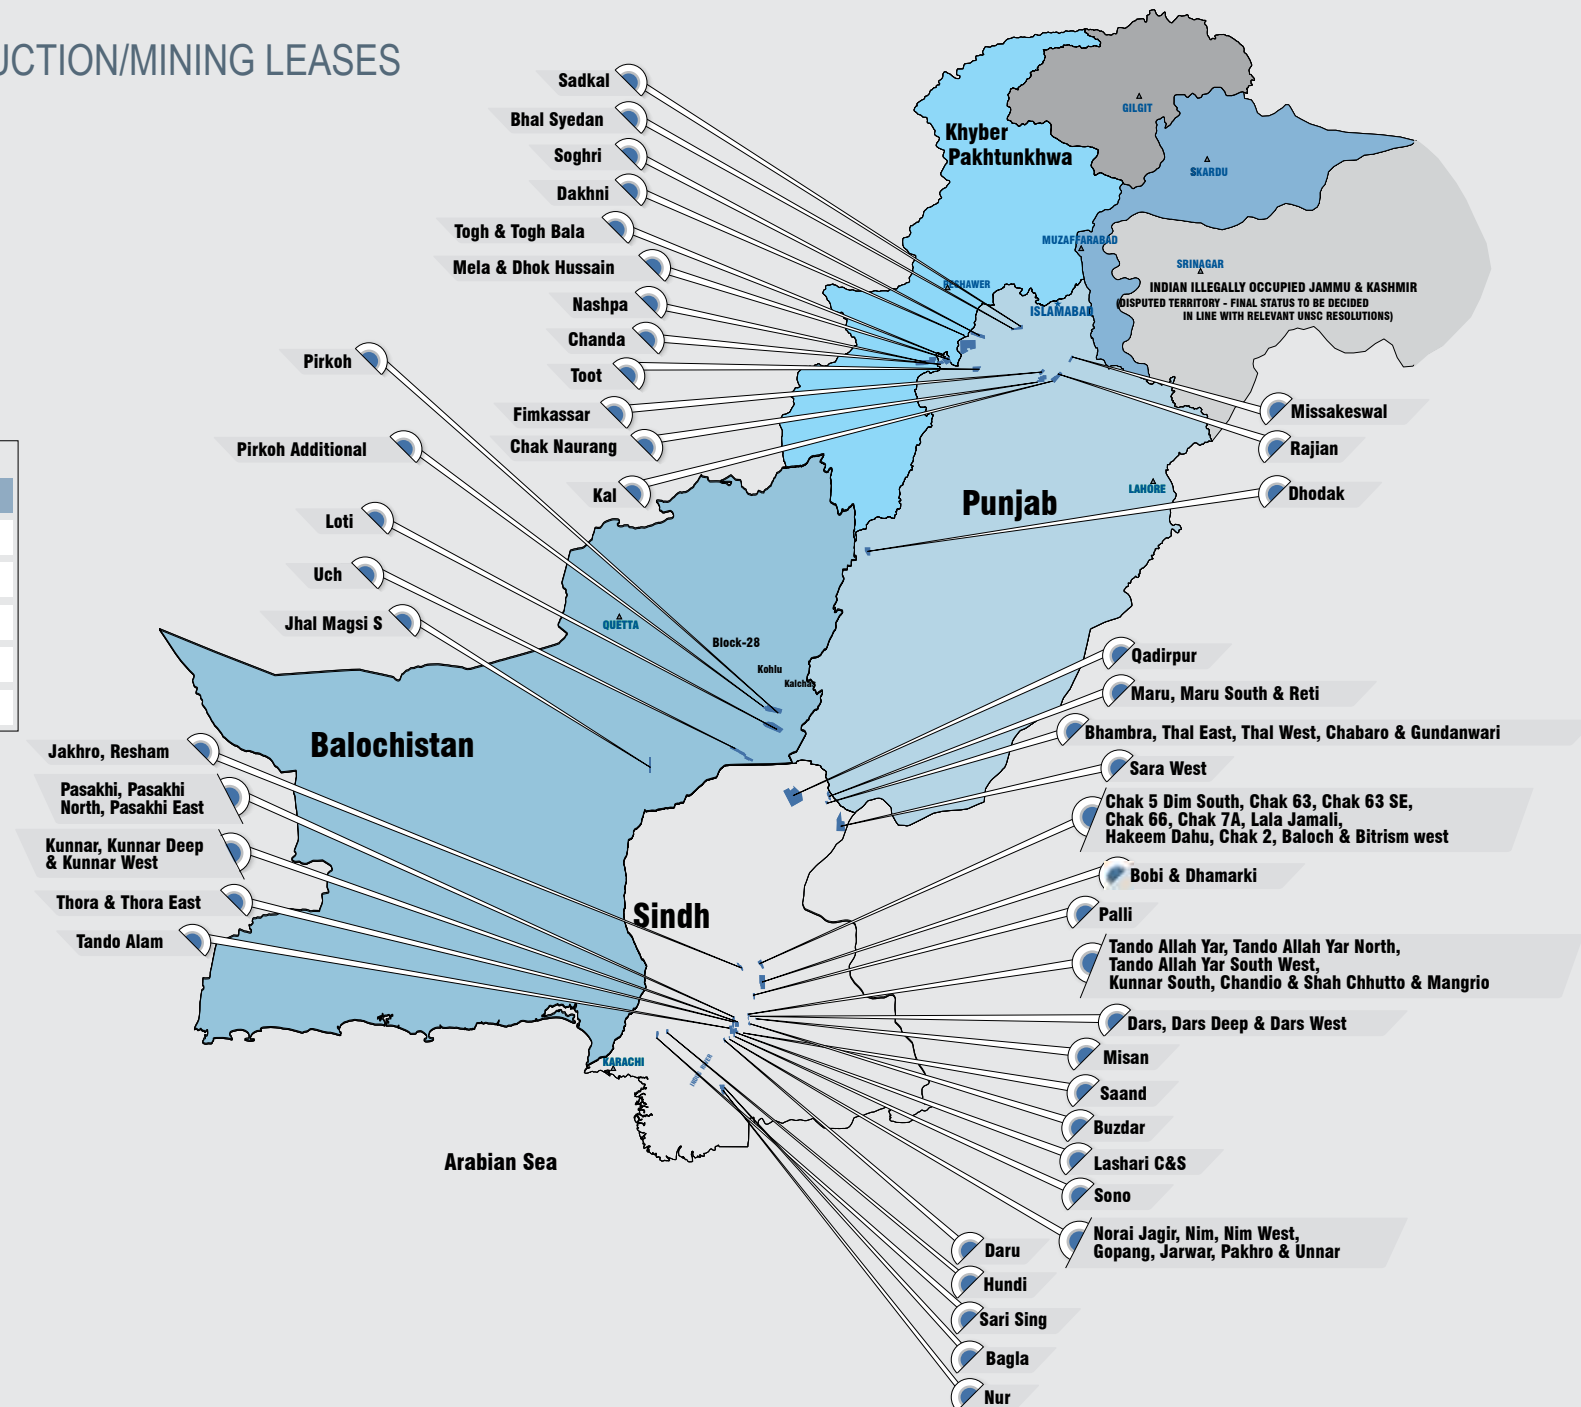 UCTION/MINING LEASES
Sadkal
Bhal Syedan
Soghri
Dakhni
Togh & Togh Bala
Mela & Dhok Hussain
Nashpa
Chanda
Toot
Fimkassar
Chak Naurang
Kal
Pirkoh
Pirkoh Additional
Loti
Uch
Jhal Magsi S
Jakhro, Resham
Pasakhi, Pasakhi
North, Pasakhi East
Kunnar, Kunnar Deep
& Kunnar West
Thora & Thora East
Tando Alam
Khyber
Pakhtunkhwa
GILGIT
SKARDU
MUZAFFARABAD
SRINAGAR
INDIAN ILLEGALLY OCCUPIED JAMMU & KASHMIR
(DISPUTED TERRITORY - FINAL STATUS TO BE DECIDED
IN LINE WITH RELEVANT UNSC RESOLUTIONS)
PESHAWER
ISLAMABAD
Punjab
LAHORE
QUETTA
Block-28
Kohlu
Kalchas
Balochistan
Sindh
KARACHI
INDUS RIVER
Arabian Sea
Missakeswal
Rajian
Dhodak
Qadirpur
Maru, Maru South & Reti
Bhambra, Thal East, Thal West, Chabaro & Gundanwari
Sara West
Chak 5 Dim South, Chak 63, Chak 63 SE,
Chak 66, Chak 7A, Lala Jamali,
Hakeem Dahu, Chak 2, Baloch & Bitrism west
Bobi & Dhamarki
Palli
Tando Allah Yar, Tando Allah Yar North,
Tando Allah Yar South West,
Kunnar South, Chandio & Shah Chhutto & Mangrio
Dars, Dars Deep & Dars West
Misan
Saand
Buzdar
Lashari C&S
Sono
Norai Jagir, Nim, Nim West,
Gopang, Jarwar, Pakhro & Unnar
Daru
Hundi
Sari Sing
Bagla
Nur